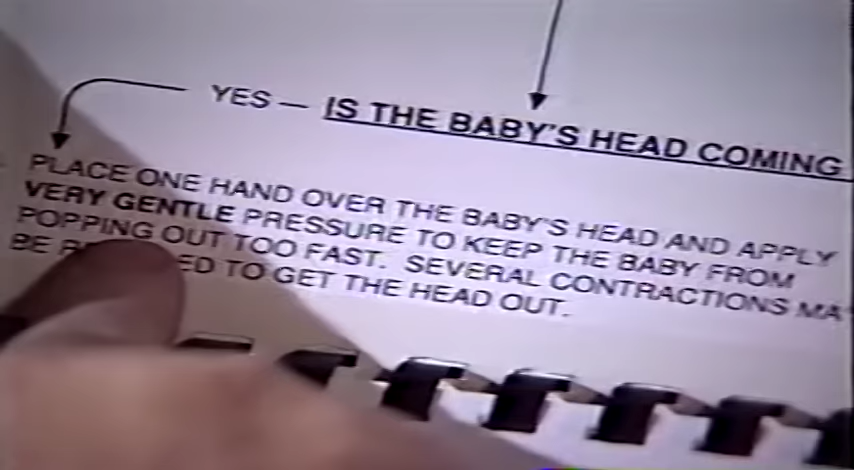 YES — IS THE BABY'S HEAD COMING
PLACE ONE HAND OVER THE BABY'S HEAD AND APPLY
VERY GENTLE PRESSURE TO KEEP THE BABY FROM
POPPING OUT TOO FAST. SEVERAL CONTRACTIONS
BE TO GET THE HEAD OUT.